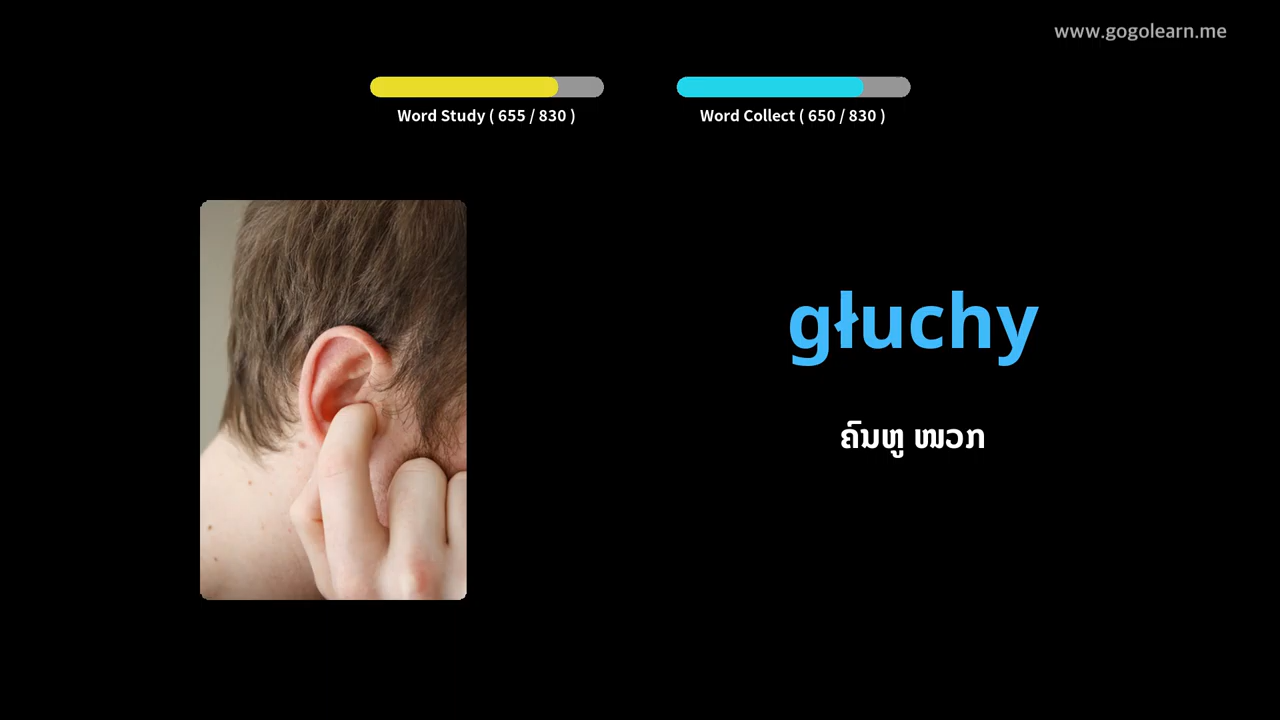 www.gogolearn.me
Word Study ( 655 / 830 )
Word Collect ( 650 / 830 )
głuchy
ຄົນຫູ ໜວກ